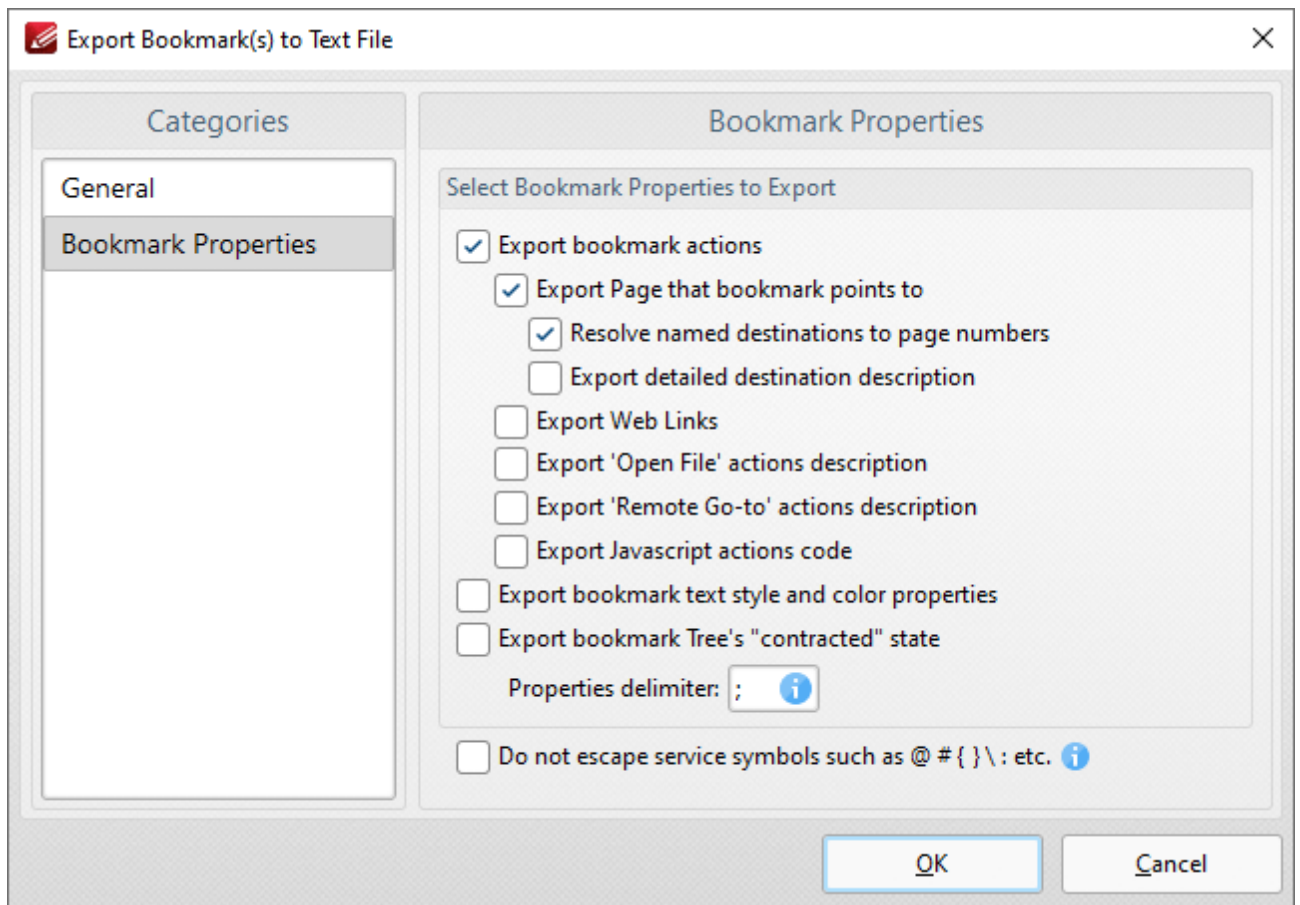 Export Bookmark(s) to Text File
Categories
General
Bookmark Properties
Bookmark Properties
Select Bookmark Properties to Export
Export bookmark actions
Export Page that bookmark points to
Resolve named destinations to page numbers
Export detailed destination description
Export Web Links
Export 'Open File' actions description
Export 'Remote Go-to' actions description
Export Javascript actions code
Export bookmark text style and color properties
Export bookmark Tree's "contracted" state
Properties delimiter: ;
Do not escape service symbols such as @ # { } \ : etc.
OK
Cancel